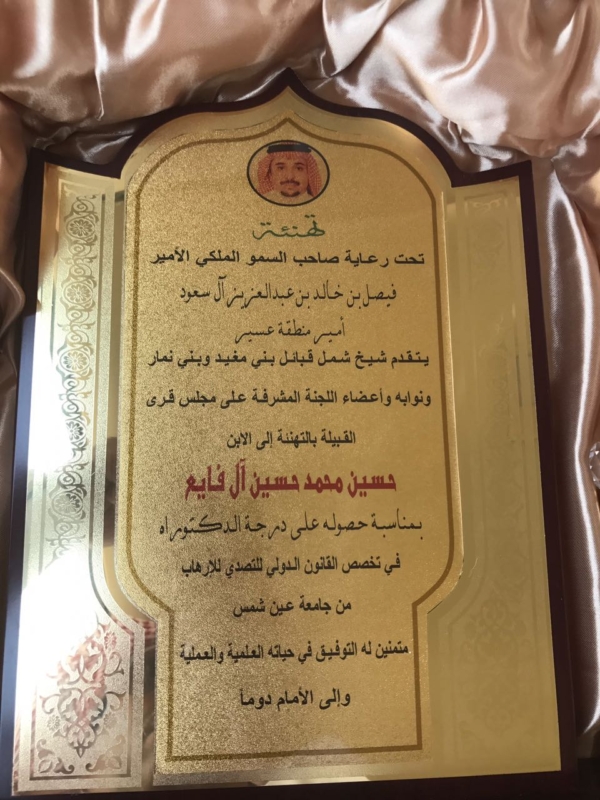 تهنئة
تحت رعاية صاحب السمو الملكي الأمير
فيصل بن خالد بن عبدالعزيز آل سعود
أمير منطقة عسير
يتقدم شيخ شمل قبائل بني مغيد وبني نمار
ونوابه وأعضاء اللجنة المشرفة على مجلس قرى
القبيلة بالتهنئة إلى الابن
حسين محمد حسين آل فايع
بمناسبة حصوله على درجة الدكتوراه
في تخصص القانون الدولي للتصدي للإرهاب
من جامعة عين شمس
متمنين له التوفيق في حياته العلمية والعملية
وإلى الأمام دوماً